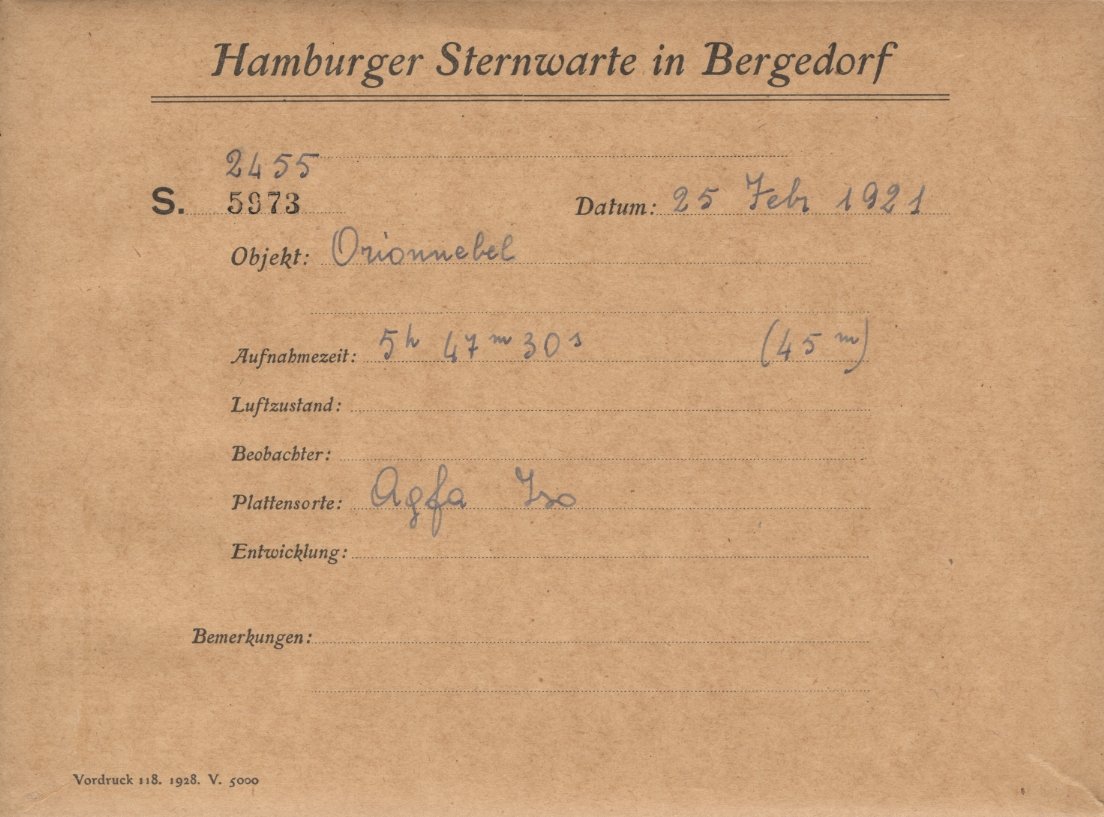 Hamburger Sternwarte in Bergedorf
2455
S. 5973 Datum: 25 Febr 1921
Objekt: Orionnebel
Aufnahmezeit: 5h 47m 30s (45m)
Luftzustand:
Beobachter:
Plattensorte: Agfa Iso
Entwicklung:
Bemerkungen:
Vordruck 118. 1928. V. 5000